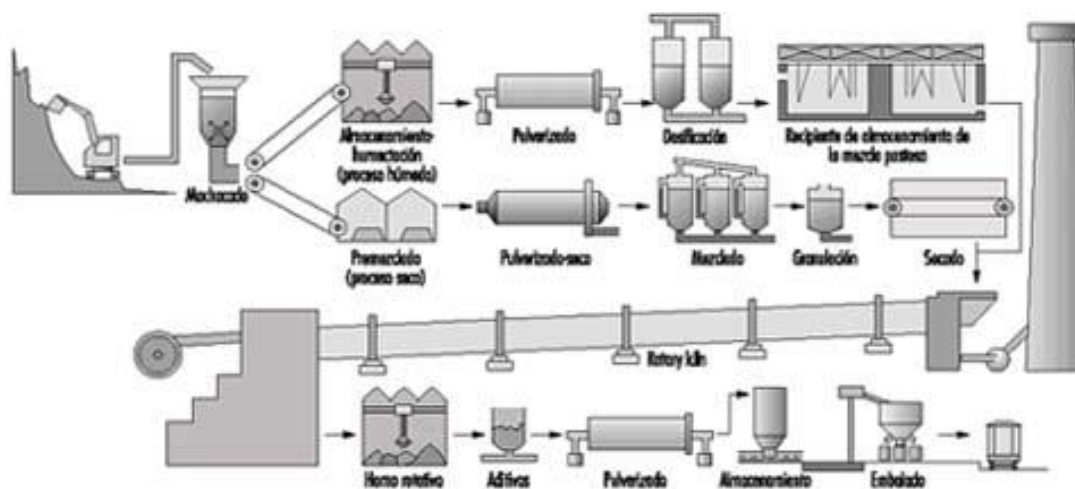 Machacado
Almacenamiento-
humectación
(proceso húmedo)
Pulverizado
Dosificación
Recipiente de almacenamiento de
la mezcla pastosa
Premezclado
(proceso seco)
Pulverizado-seco
Mezclado
Granulación
Secado
Rotary kiln
Horno rotativo
Aditivos
Pulverizado
Almacenamiento
Embalado